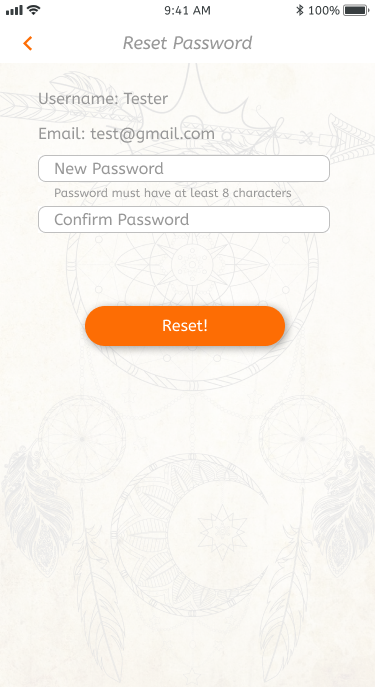 9:41 AM
100%
Reset Password
Username: Tester
Email: test@gmail.com
New Password
Password must have at least 8 characters
Confirm Password
Reset!